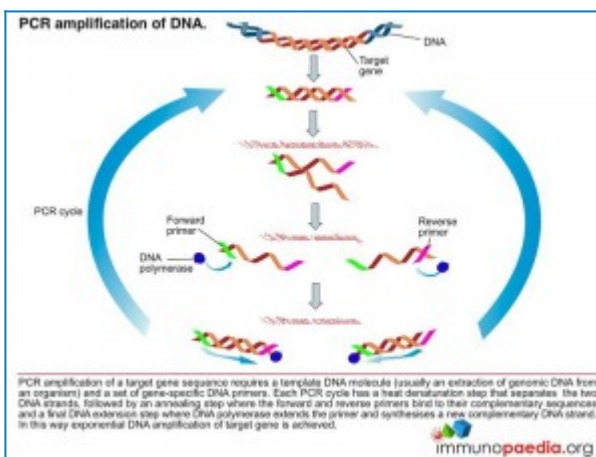 PCR amplification of DNA.
DNA
Target
gene
PCR cycle
Forward
primer
Reverse
primer
DNA
polymerase
PCR amplification of a target gene sequence requires a template DNA molecule (usually an extraction of genomic DNA from
an organism) and a set of gene-specific DNA primers. Each PCR cycle has a heat denaturation step that separates the two
DNA strands, followed by an annealing step where the forward and reverse primers bind to their complementary sequences
and a final DNA extension step where DNA polymerase extends the primer and synthesises a new complementary DNA strand.
In this way exponential DNA amplification of target gene is achieved.
immunopaedia.org